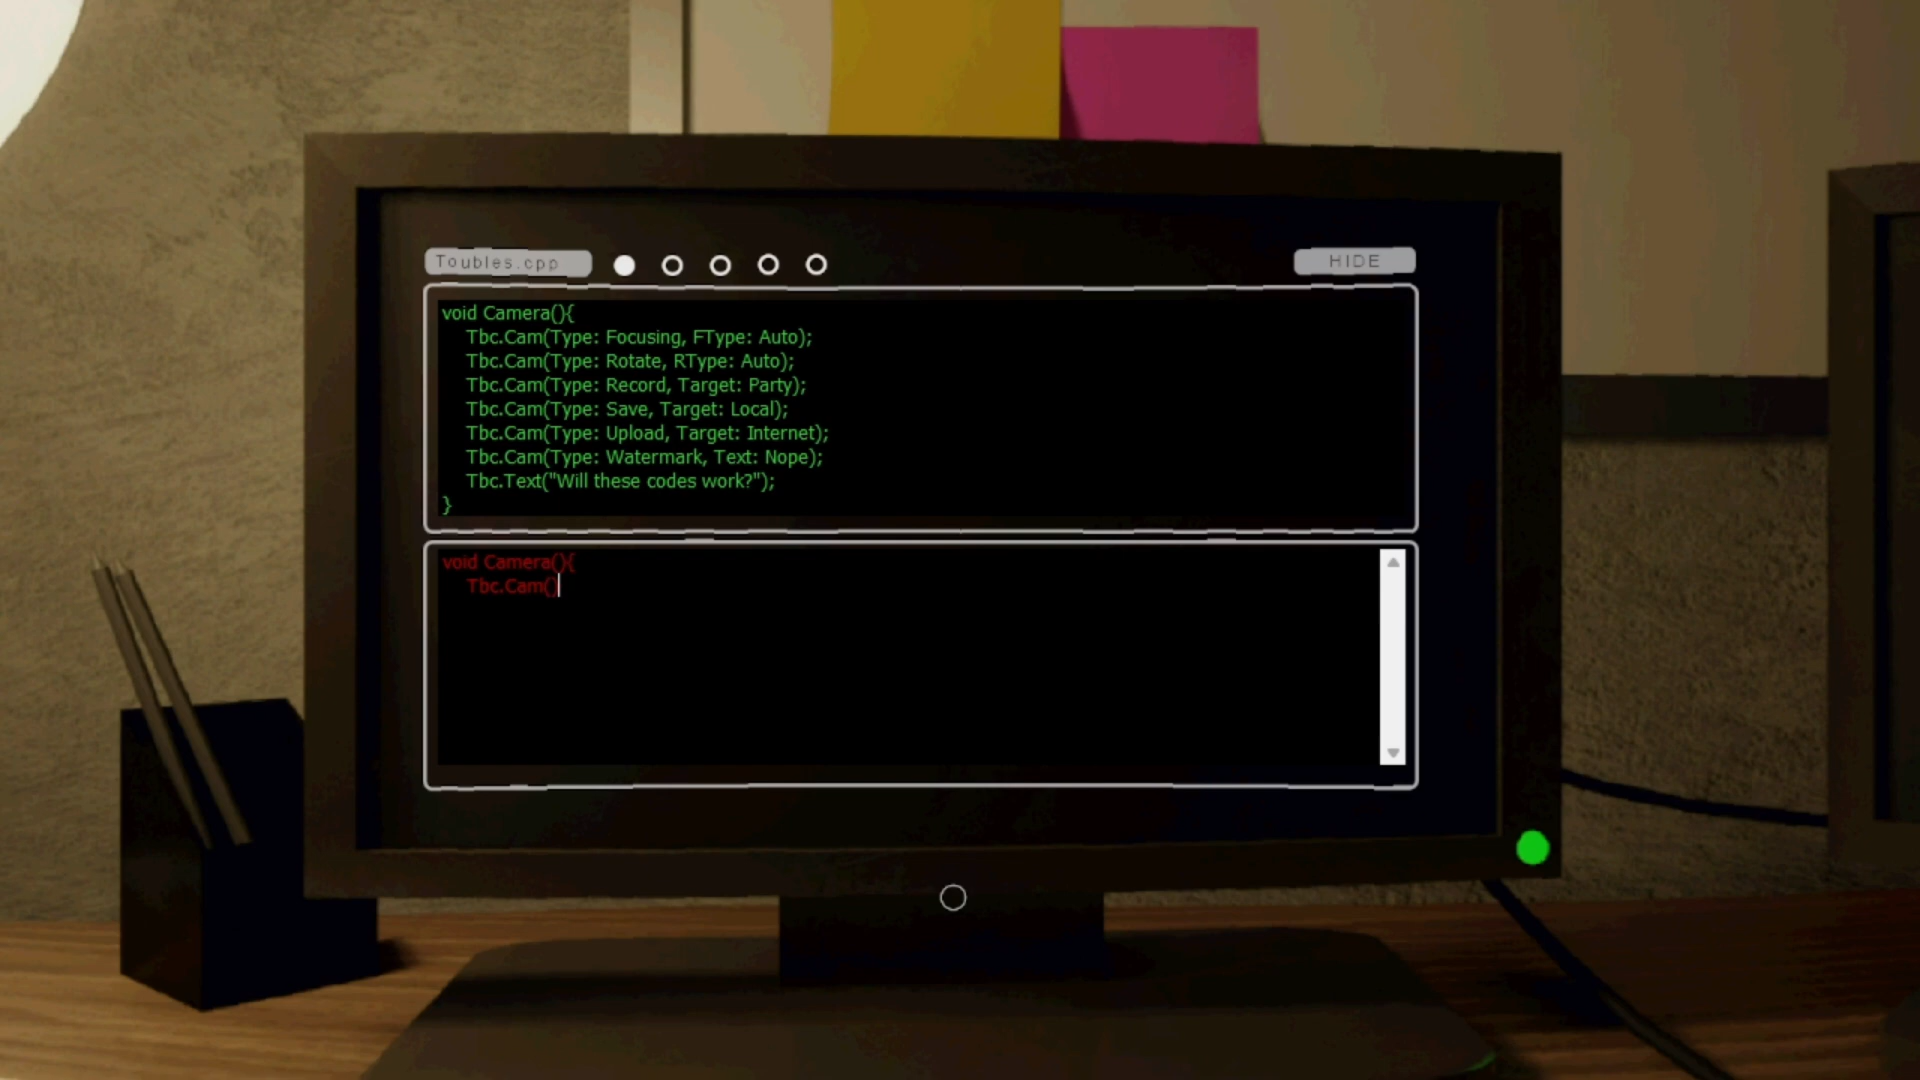 Toubles.cpp
HIDE
void Camera(){
Tbc.Cam(Type: Focusing, FType: Auto);
Tbc.Cam(Type: Rotate, RType: Auto);
Tbc.Cam(Type: Record, Target: Party);
Tbc.Cam(Type: Save, Target: Local);
Tbc.Cam(Type: Upload, Target: Internet);
Tbc.Cam(Type: Watermark, Text: Nope);
Tbc.Text("Will these codes work?");
}
void Camera(){
Tbc.Cam()